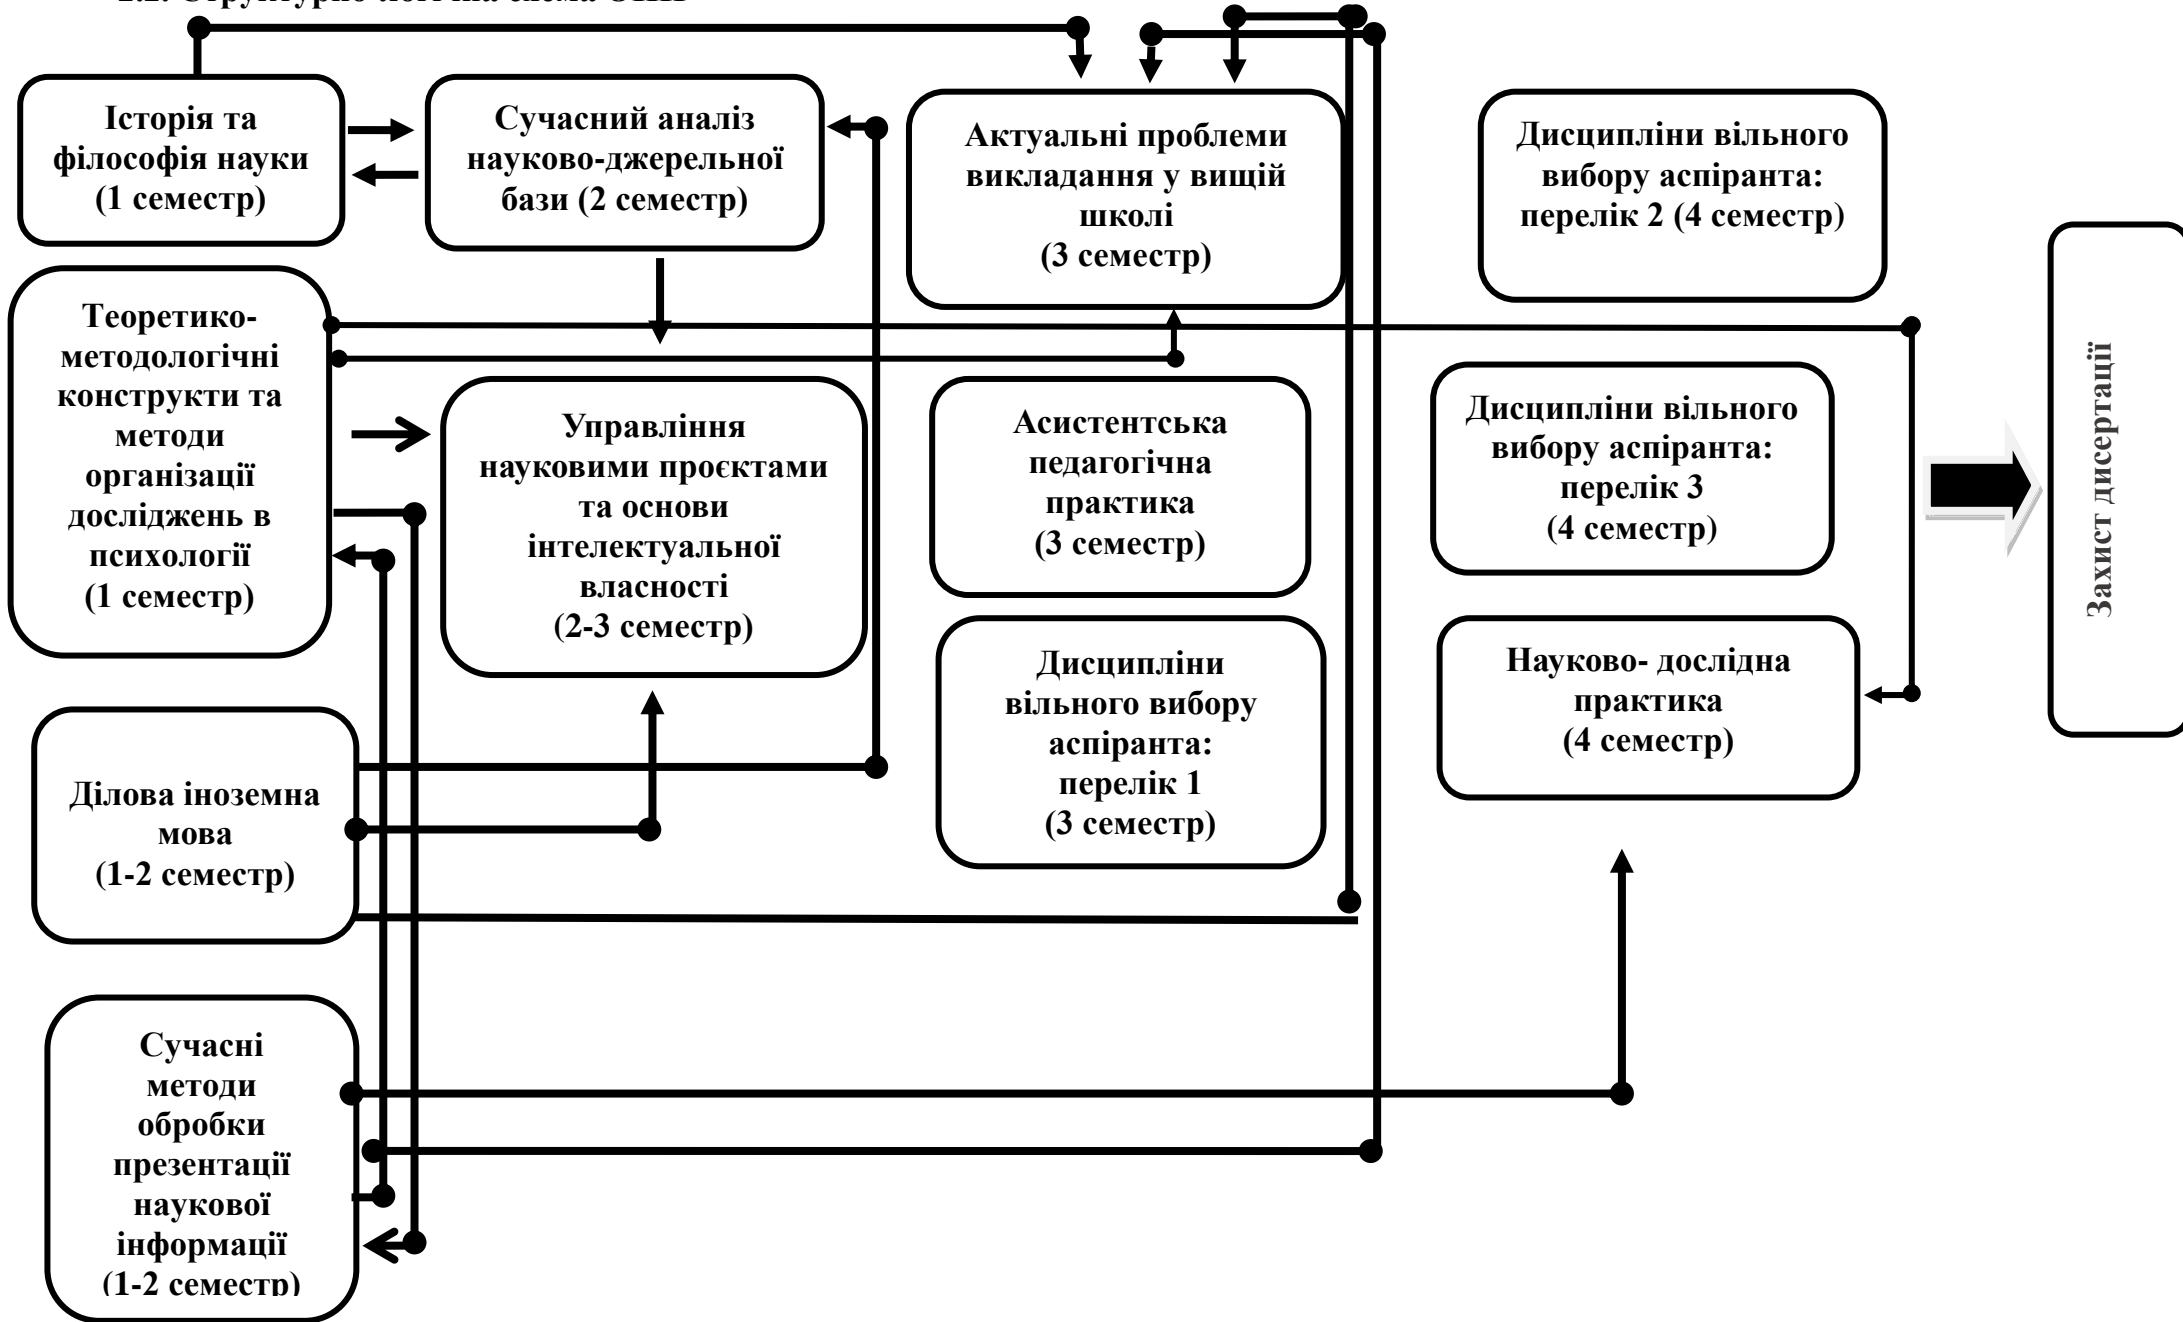 Історія та
філософія науки
(1 семестр)
Сучасний аналіз
науково-джерельної
бази (2 семестр)
Актуальні проблеми
викладання у вищій
школі
(3 семестр)
Дисципліни вільного
вибору аспіранта:
перелік 2 (4 семестр)
Теоретико-
методологічні
конструкти та
методи
організації
досліджень в
психології
(1 семестр)
Управління
науковими проєктами
та основи
інтелектуальної
власності
(2-3 семестр)
Асистентська
педагогічна
практика
(3 семестр)
Дисципліни вільного
вибору аспіранта:
перелік 3
(4 семестр)
Захист дисертації
Дисципліни
вільного вибору
аспіранта:
перелік 1
(3 семестр)
Науково- дослідна
практика
(4 семестр)
Ділова іноземна
мова
(1-2 семестр)
Сучасні
методи
обробки
презентації
наукової
інформації
(1-2 семестр)